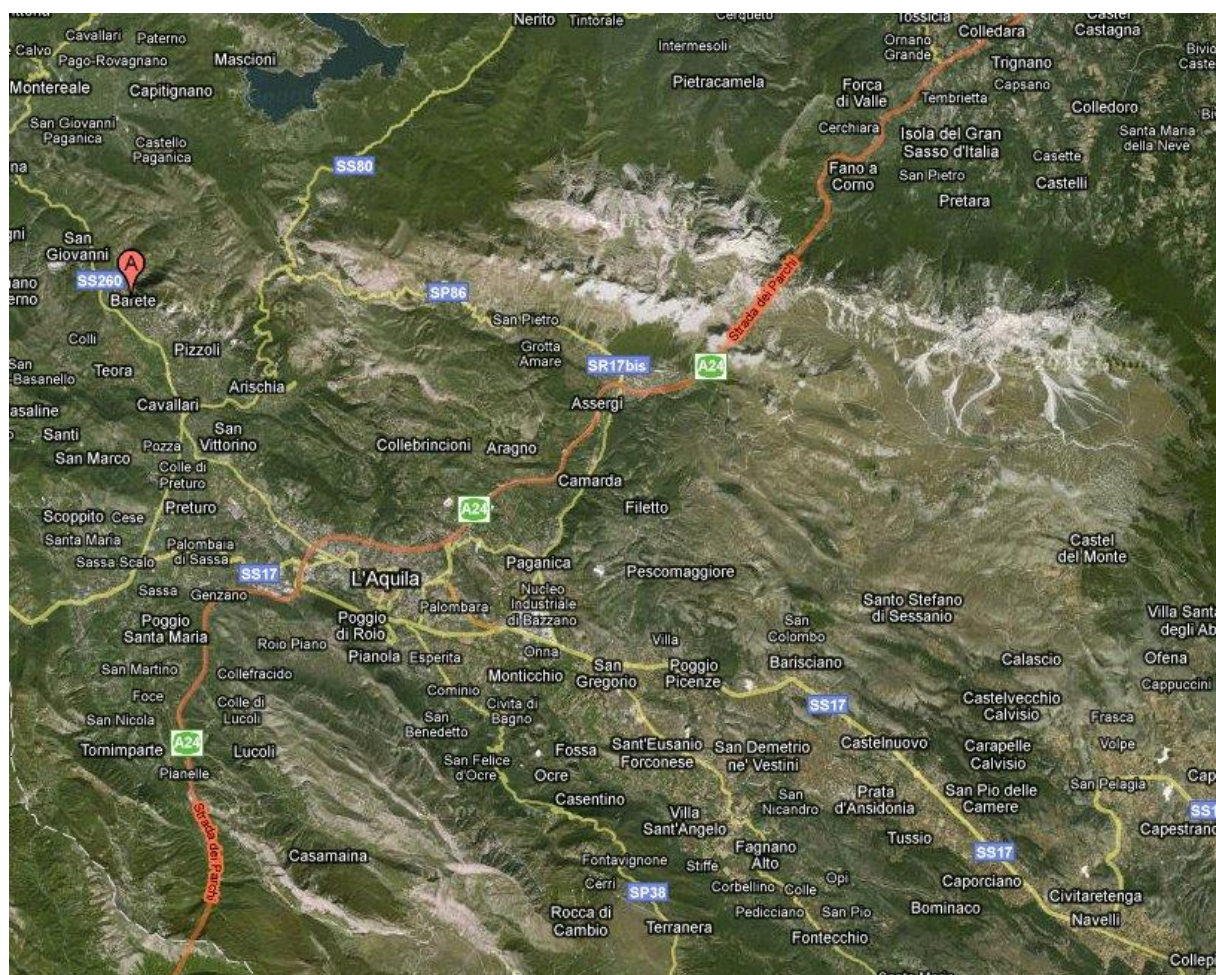 Nerito
Tintorale
Cerqueto
Tossicia
Colledara
Castel
Castagna
Cavallari
Paterno
Pago-Rovagnano
Mascioni
Intermesoli
Ornano
Grande
Trignano
Montereale
Capitignano
Pietracamela
Forca
di Valle
Capsano
Tembrietta
Colledoro
San Giovanni
Paganica
Castello
Paganica
Cerchiara
Isola del Gran
Sasso d'Italia
Santa Maria
della Neve
SS80
Fano a
Corno
San Pietro
Casette
Castelli
Pretara
San
Giovanni
A
SS260
Barete
SP86
Strada dei Parchi
San Pietro
Colli
Pizzoli
Grotta
Amare
SR17bis
A24
Teora
Arischia
Assergi
Cavallari
Santi
Pozza
San
Vittorino
Collebrincioni
Aragno
San Marco
Colle di
Preturo
Camarda
Scoppito
Cese
Preturo
A24
Filetto
Santa Maria
Palombaia
di Sassa
Castel
del Monte
Sassa Scalo
SS17
L'Aquila
Paganica
Pescomaggiore
Sassa
Genzano
Palombara
Nucleo
Industriale
di Bazzano
Santo Stefano
di Sessanio
Poggio
Santa Maria
Poggio
di Roio
San
Colombo
Roio Piano
Pianola
Esperita
Onna
Villa
San Martino
Collefracido
Monticchio
San
Gregorio
Poggio
Picenze
Barisciano
Calascio
Ofena
Foce
Cominio
Cappuccini
San Nicola
Colle di
Lucoli
San
Benedetto
Civita di
Bagno
SS17
Castelvecchio
Calvisio
Frasca
A24
Tornimparte
Lucoli
Fossa
Sant'Eusanio
Forconese
San Demetrio
ne' Vestini
Castelnuovo
Carapelle
Calvisio
Volpe
Pianelle
San Felice
d'Ocre
Ocre
San Pelagia
Casentino
San
Nicandro
Prata
d'Ansidonia
San Pio delle
Camere
Strada dei Parchi
Villa
Sant'Angelo
Tussio
Capestrano
Casamaina
Fagnano
Alto
SS17
Fontavignone
Stiffe
Cerri
SP38
Corbellino
Colle
Opi
Caporciano
Civitaretenga
Rocca di
Cambio
Terranera
Pedicciano
San Pio
Bominaco
Navelli
Fontecchio